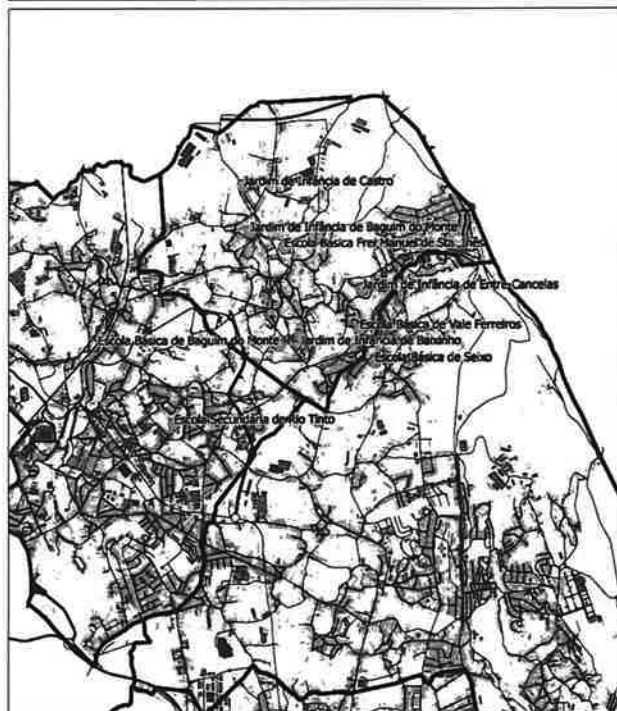 Jardim de Infância de Castro
Jardim de Infância de Baguim do Monte
Escola Básica Frei Manuel de Sta. Inês
Jardim de Infância de Entre-Cancelas
Escola Básica de Vale Ferreiros
Escola Básica de Baguim do Monte
Jardim de Infância de Baixinho
Escola Básica de Seixo
Escola Secundária de Rio Tinto